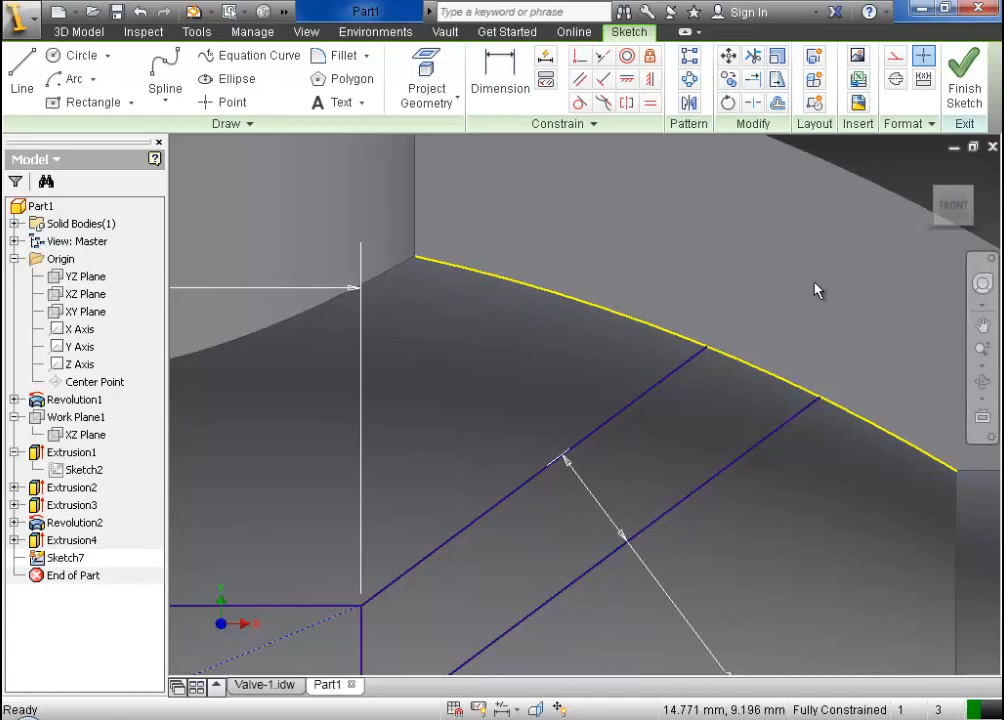 Part1
Type a keyword or phrase
Sign In
3D Model Inspect Tools Manage View Environments Vault Get Started Online Sketch
Line
Circle
Arc
Rectangle
Spline
Equation Curve
Ellipse
Point
Fillet
Polygon
Text
Project
Geometry
Dimension
Finish
Sketch
Draw Constrain Pattern Modify Layout Insert Format Exit
Model
Part1
Solid Bodies(1)
View: Master
Origin
YZ Plane
XZ Plane
XY Plane
X Axis
Y Axis
Z Axis
Center Point
Revolution1
Work Plane1
XZ Plane
Extrusion1
Sketch2
Extrusion2
Extrusion3
Revolution2
Extrusion4
Sketch7
End of Part
FRONT
Y
X
Valve-1.idw Part1
Ready
14.771 mm, 9.196 mm Fully Constrained 1 3